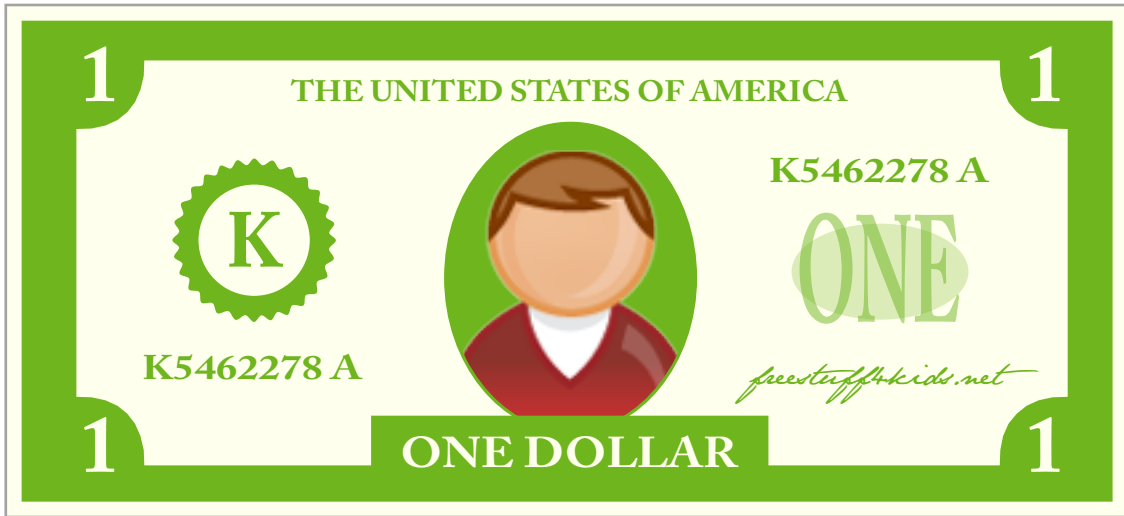 1 1
THE UNITED STATES OF AMERICA
K5462278 A
K
ONE
K5462278 A
freestuff4kids.net
1 1
ONE DOLLAR